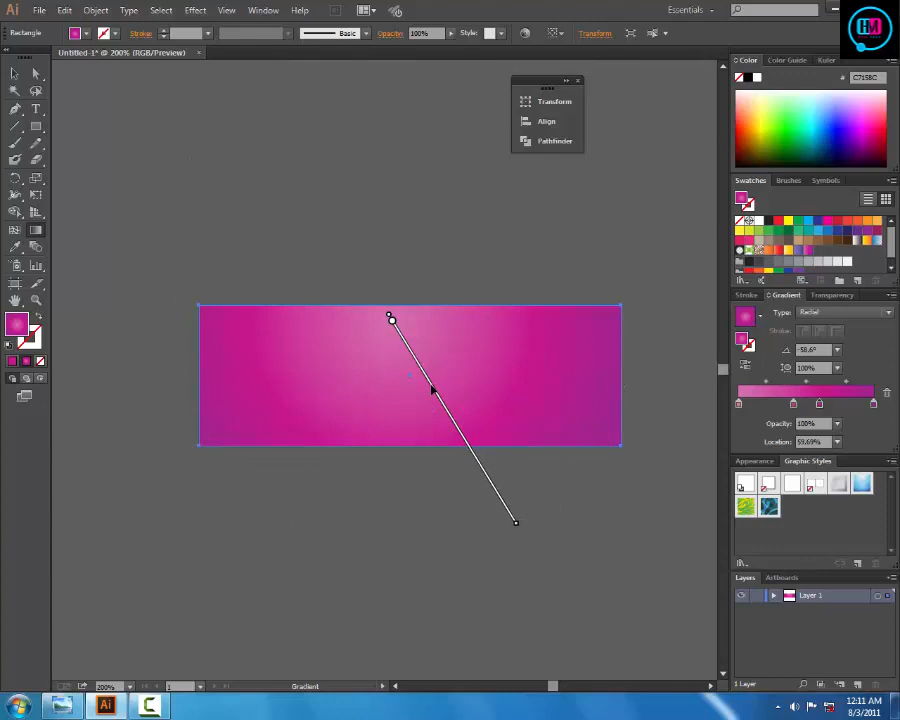 Ai File Edit Object Type Select Effect View Window Help Essentials
HM
Rectangle Stroke: Basic Opacity: 100% Style: Transform
Untitled-1* @ 200% (RGB/Preview) ×
Transform
Align
Pathfinder
Color Color Guide Kuler
# C7158C
Swatches Brushes Symbols
Stroke Gradient Transparency
Type: Radial
Stroke:
-58.6°
100%
Opacity: 100%
Location: 59.69%
Appearance Graphic Styles
Layers Artboards
Layer 1
1 Layer
200% 1 Gradient
Ai
12:11 AM
8/3/2011